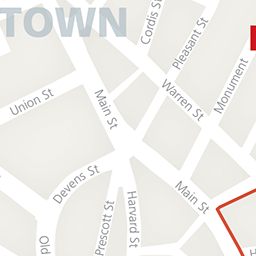 TOWN
Cordis St
Pleasant St
Monument
Union St
Main St
Warren St
Devens St
Main St
Prescott St
Harvard St
Old
H